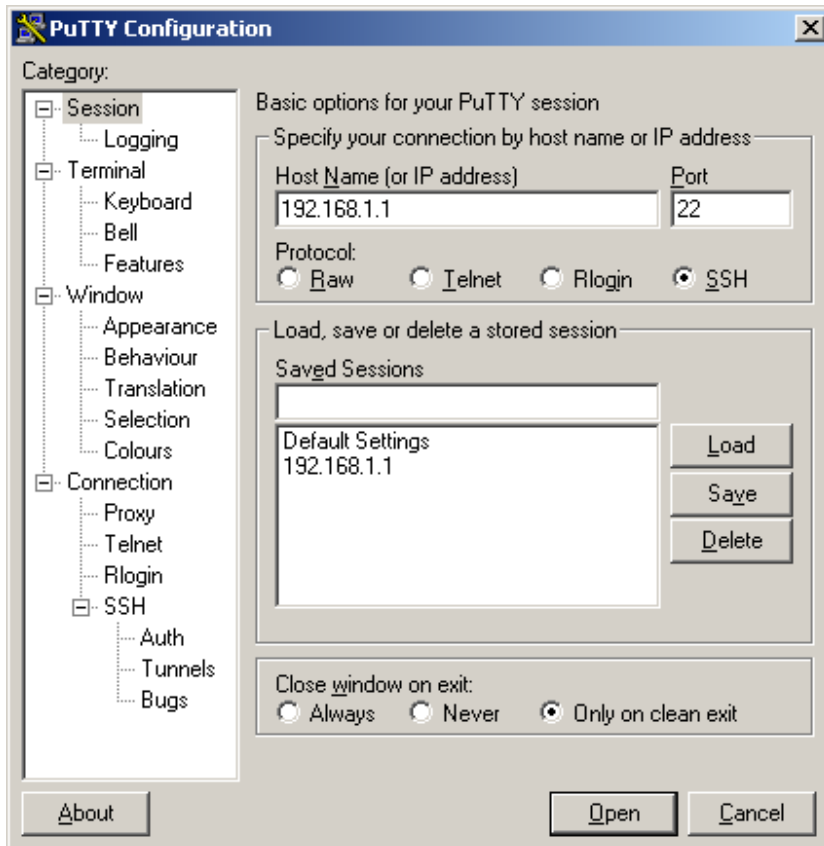 PuTTY Configuration
Category:
Session
Logging
Terminal
Keyboard
Bell
Features
Window
Appearance
Behaviour
Translation
Selection
Colours
Connection
Proxy
Telnet
Rlogin
SSH
Auth
Tunnels
Bugs
Basic options for your PuTTY session
Specify your connection by host name or IP address
Host Name (or IP address) Port
192.168.1.1 22
Protocol:
Raw Telnet Rlogin SSH
Load, save or delete a stored session
Saved Sessions
Default Settings
192.168.1.1
Load
Save
Delete
Close window on exit:
Always Never Only on clean exit
About Open Cancel